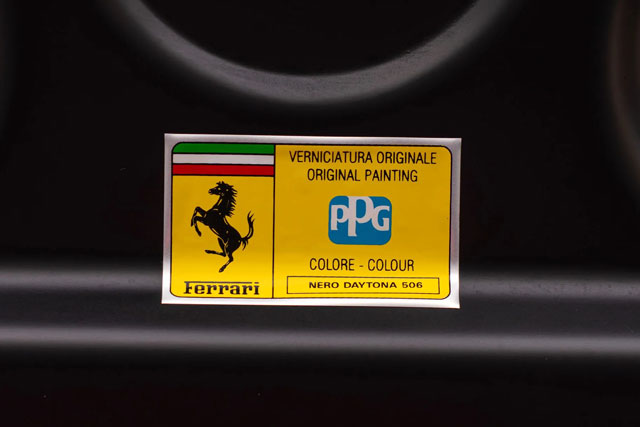 VERNICIATURA ORIGINALE
ORIGINAL PAINTING
PPG
COLORE - COLOUR
NERO DAYTONA 506
Ferrari